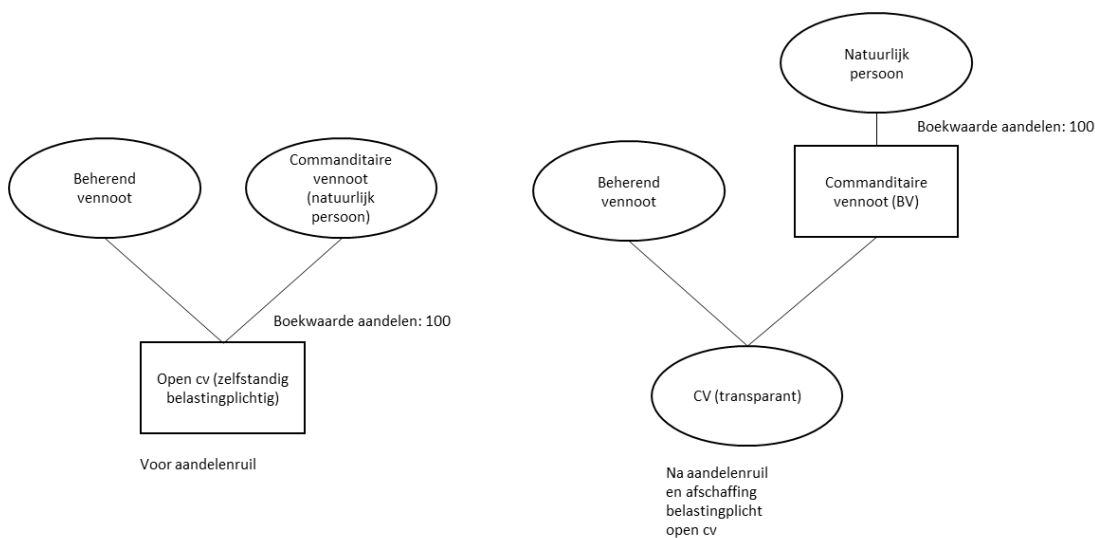 Beherend
vennoot
Commanditaire
vennoot
(natuurlijk
persoon)
Boekwaarde aandelen: 100
Open cv (zelfstandig
belastingplichtig)
Voor aandelenruil
Natuurlijk
persoon
Boekwaarde aandelen: 100
Beherend
vennoot
Commanditaire
vennoot (BV)
CV (transparant)
Na aandelenruil
en afschaffing
belastingplicht
open cv